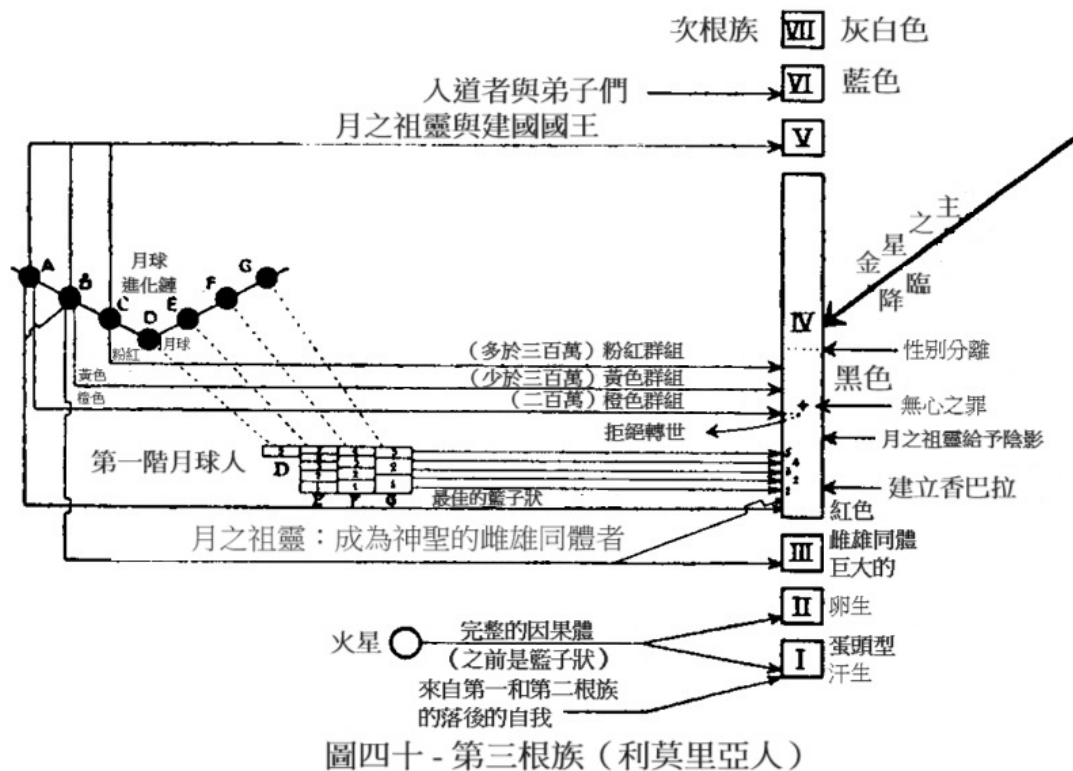 次根族 VII 灰白色
入道者與弟子們 VI 藍色
月之祖靈與建國國王 V
金星之主降臨
A B C D E F G
月球
進化鏈
月球
粉紅
黃色
橙色
IV
性別分離
(多於三百萬)粉紅群組
(少於三百萬)黃色群組
黑色
(二百萬)橙色群組
無心之罪
拒絕轉世
月之祖靈給予陰影
第一階月球人
D
E F G
5
4
3
2
1
最佳的籃子狀
建立香巴拉
紅色
月之祖靈:成為神聖的雌雄同體者
III 雌雄同體
巨大的
II 卵生
火星 完整的因果體
(之前是籃子狀)
I 蛋頭型
汗生
來自第一和第二根族
的落後的自我
圖四十 - 第三根族(利莫里亞人)